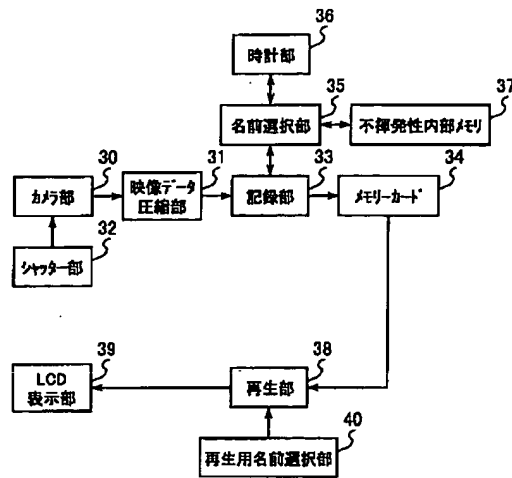 36
時計部
35
37
名前選択部
不揮発性内部メモリ
30
31
33
34
カメラ部
映像データ
圧縮部
記録部
メモリーカード
32
シャッター部
39
38
LCD
表示部
再生部
40
再生用名前選択部